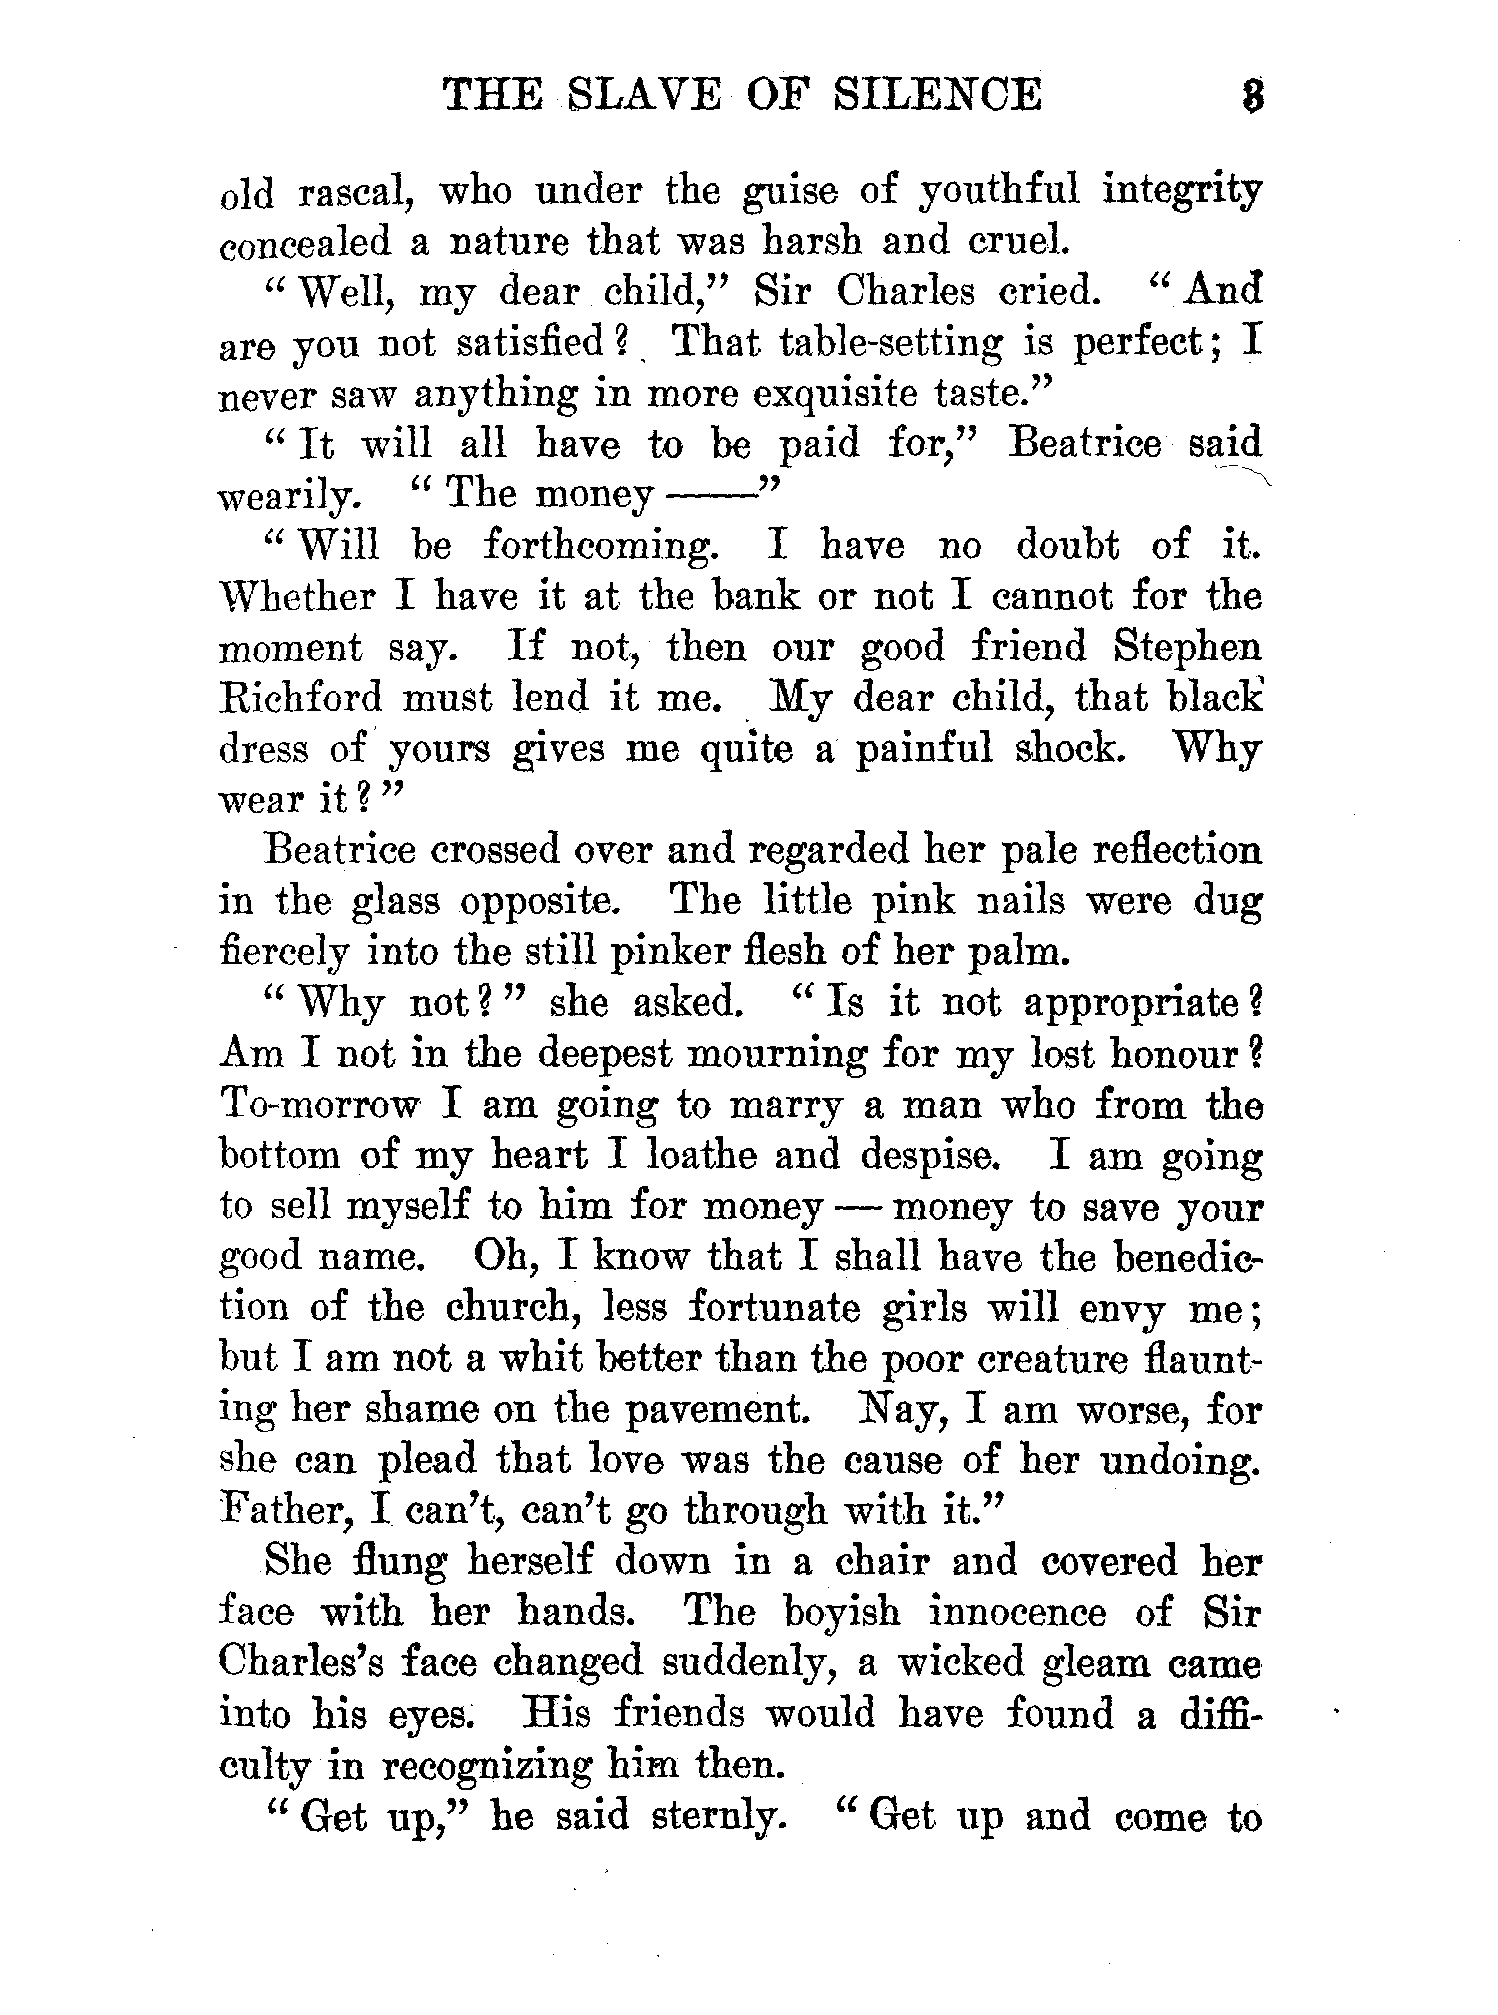 THE SLAVE OF SILENCE 3
old rascal, who under the guise of youthful integrity
concealed a nature that was harsh and cruel.
"Well, my dear child," Sir Charles cried. "And
are you not satisfied? That table-setting is perfect; I
never saw anything in more exquisite taste."
"It will all have to be paid for," Beatrice said
wearily. "The money ——"
"Will be forthcoming. I have no doubt of it.
Whether I have it at the bank or not I cannot for the
moment say. If not, then our good friend Stephen
Richford must lend it me. My dear child, that black
dress of yours gives me quite a painful shock. Why
wear it?"
Beatrice crossed over and regarded her pale reflection
in the glass opposite. The little pink nails were dug
fiercely into the still pinker flesh of her palm.
"Why not?" she asked. "Is it not appropriate?
Am I not in the deepest mourning for my lost honour?
To-morrow I am going to marry a man who from the
bottom of my heart I loathe and despise. I am going
to sell myself to him for money — money to save your
good name. Oh, I know that I shall have the benedic-
tion of the church, less fortunate girls will envy me;
but I am not a whit better than the poor creature flaunt-
ing her shame on the pavement. Nay, I am worse, for
she can plead that love was the cause of her undoing.
Father, I can't, can't go through with it."
She flung herself down in a chair and covered her
face with her hands. The boyish innocence of Sir
Charles's face changed suddenly, a wicked gleam came
into his eyes. His friends would have found a diffi-
culty in recognizing him then.
"Get up," he said sternly. "Get up and come to